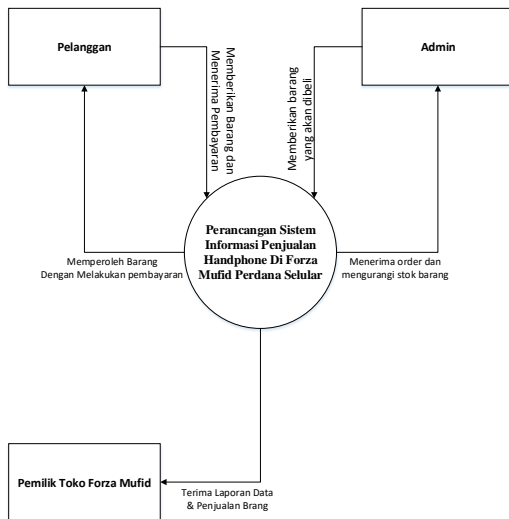 Pelanggan
Admin
Memberikan Barang dan
Menerima Pembayaran
Memberikan barang
yang akan dibeli
Perancangan Sistem
Informasi Penjualan
Handphone Di Forza
Mufid Perdana Selular
Memperoleh Barang
Dengan Melakukan pembayaran
Menerima order dan
mengurangi stok barang
Pemilik Toko Forza Mufid
Terima Laporan Data
& Penjualan Brang